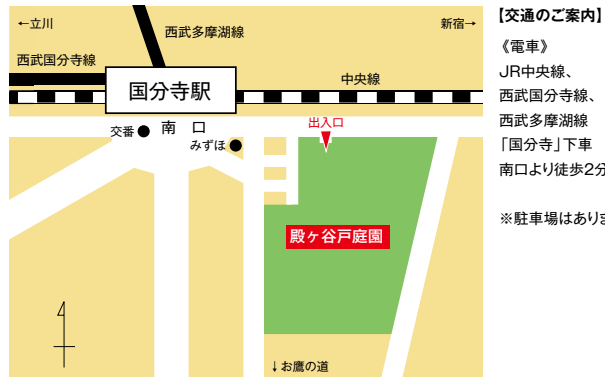 ←立川
西武多摩湖線
新宿→
西武国分寺線
国分寺駅
中央線
交番
南 口
みずほ
出入口
殿ヶ谷戸庭園
↓お鷹の道
【交通のご案内】
《電車》
JR中央線、
西武国分寺線、
西武多摩湖線
「国分寺」下車
南口より徒歩2分
※駐車場はありま